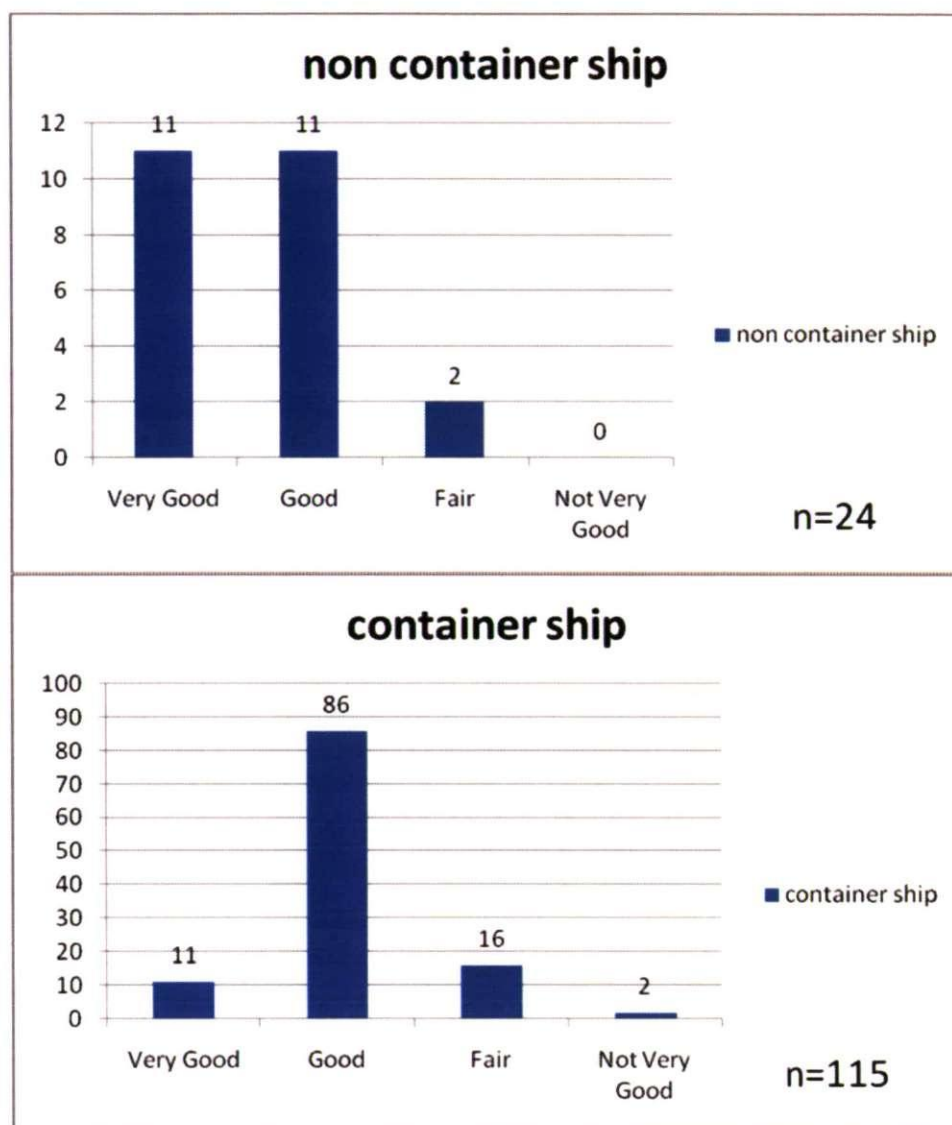 non container ship
12
10
8
6
4
2
0
11
11
2
0
Very Good
Good
Fair
Not Very
Good
non container ship
n=24
container ship
100
90
80
70
60
50
40
30
20
10
0
11
86
16
2
Very Good
Good
Fair
Not Very
Good
container ship
n=115